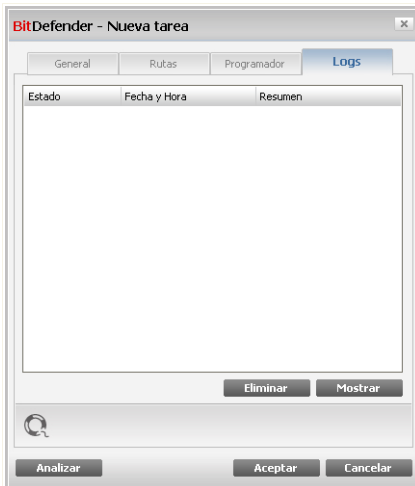 BitDefender - Nueva tarea
General Rutas Programador Logs
Estado Fecha y Hora Resumen
Eliminar Mostrar
Analizar Aceptar Cancelar